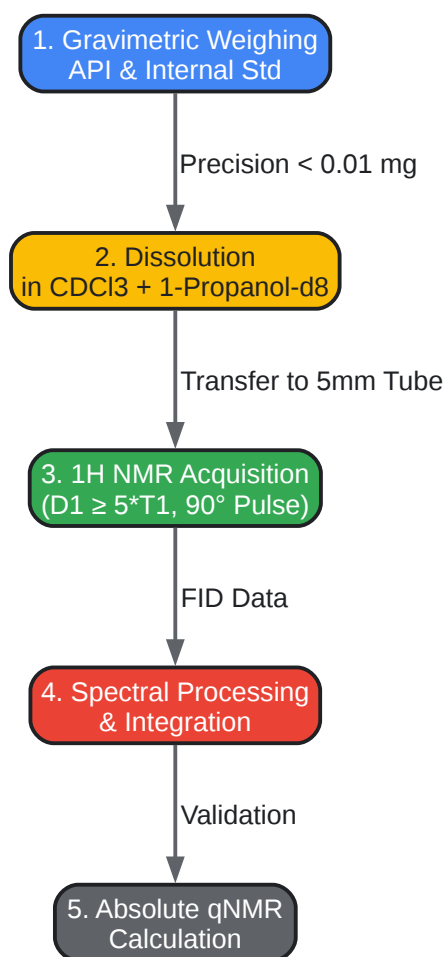 1. Gravimetric Weighing
API & Internal Std
Precision < 0.01 mg
2. Dissolution
in CDCl3 + 1-Propanol-d8
Transfer to 5mm Tube
3. 1H NMR Acquisition
(D1 ≥ 5*T1, 90° Pulse)
FID Data
4. Spectral Processing
& Integration
Validation
5. Absolute qNMR
Calculation